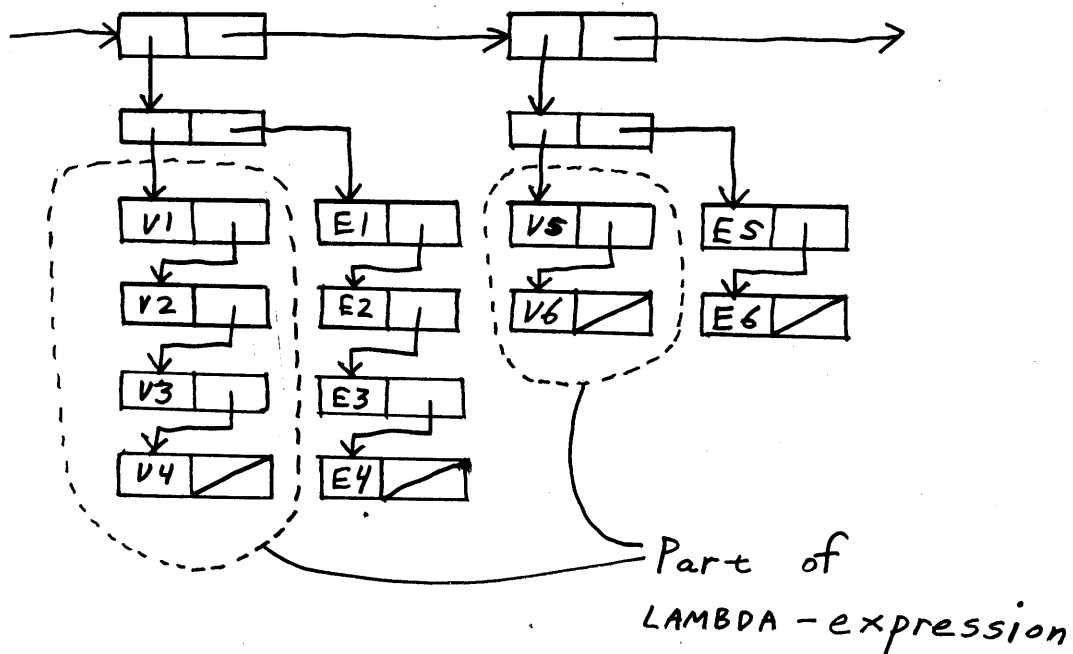 V1 E1 V5 E5
V2 E2 V6 E6
V3 E3
V4 E4
Part of
LAMBDA - expression